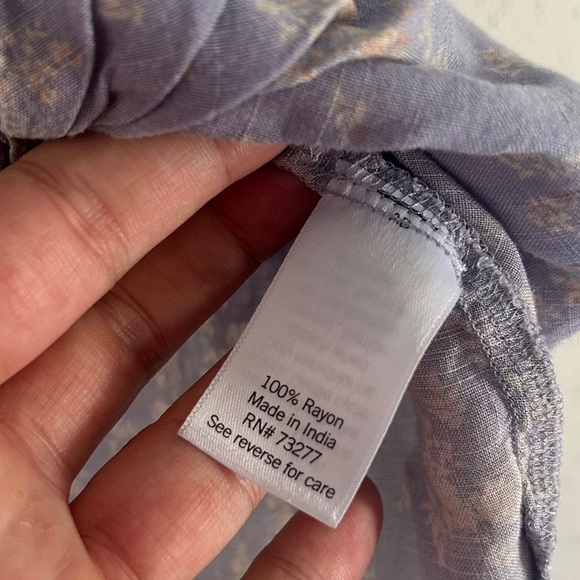 100% Rayon
Made in India
RN# 73277
See reverse for care